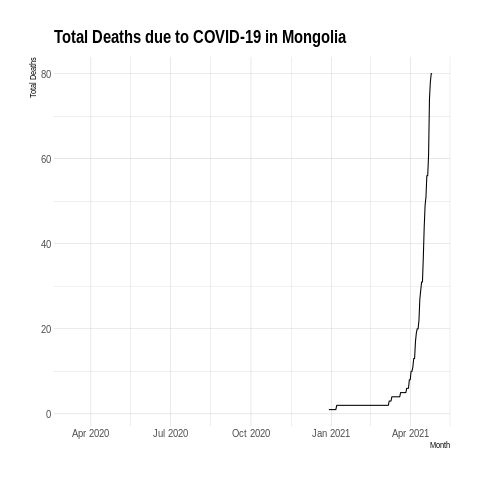 Total Deaths due to COVID-19 in Mongolia
Total Deaths
80
60
40
20
0
Apr 2020 Jul 2020 Oct 2020 Jan 2021 Apr 2021
Month